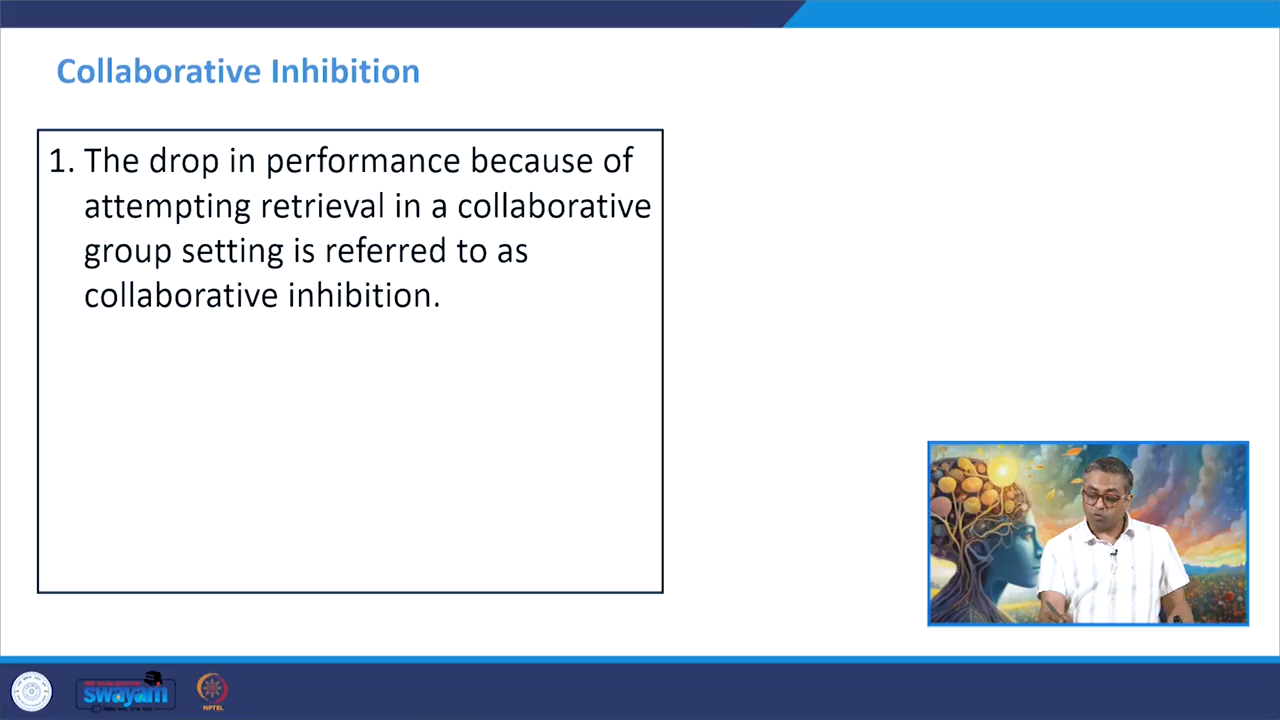 Collaborative Inhibition
1. The drop in performance because of
attempting retrieval in a collaborative
group setting is referred to as
collaborative inhibition.
swayam
NPTEL